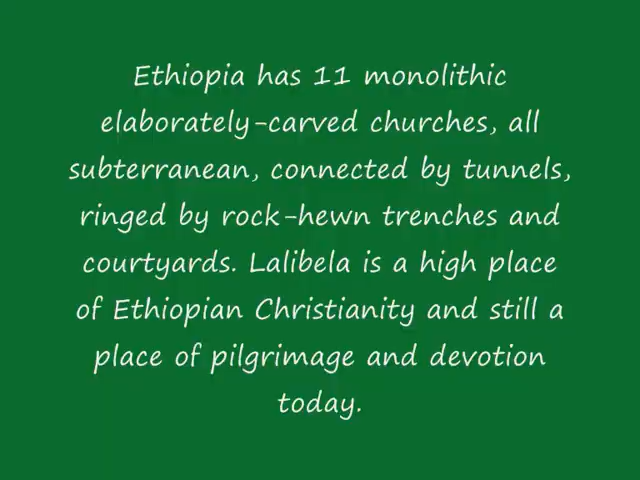 Ethiopia has 11 monolithic
elaborately-carved churches, all
subterranean, connected by tunnels,
ringed by rock-hewn trenches and
courtyards. Lalibela is a high place
of Ethiopian Christianity and still a
place of pilgrimage and devotion
today.